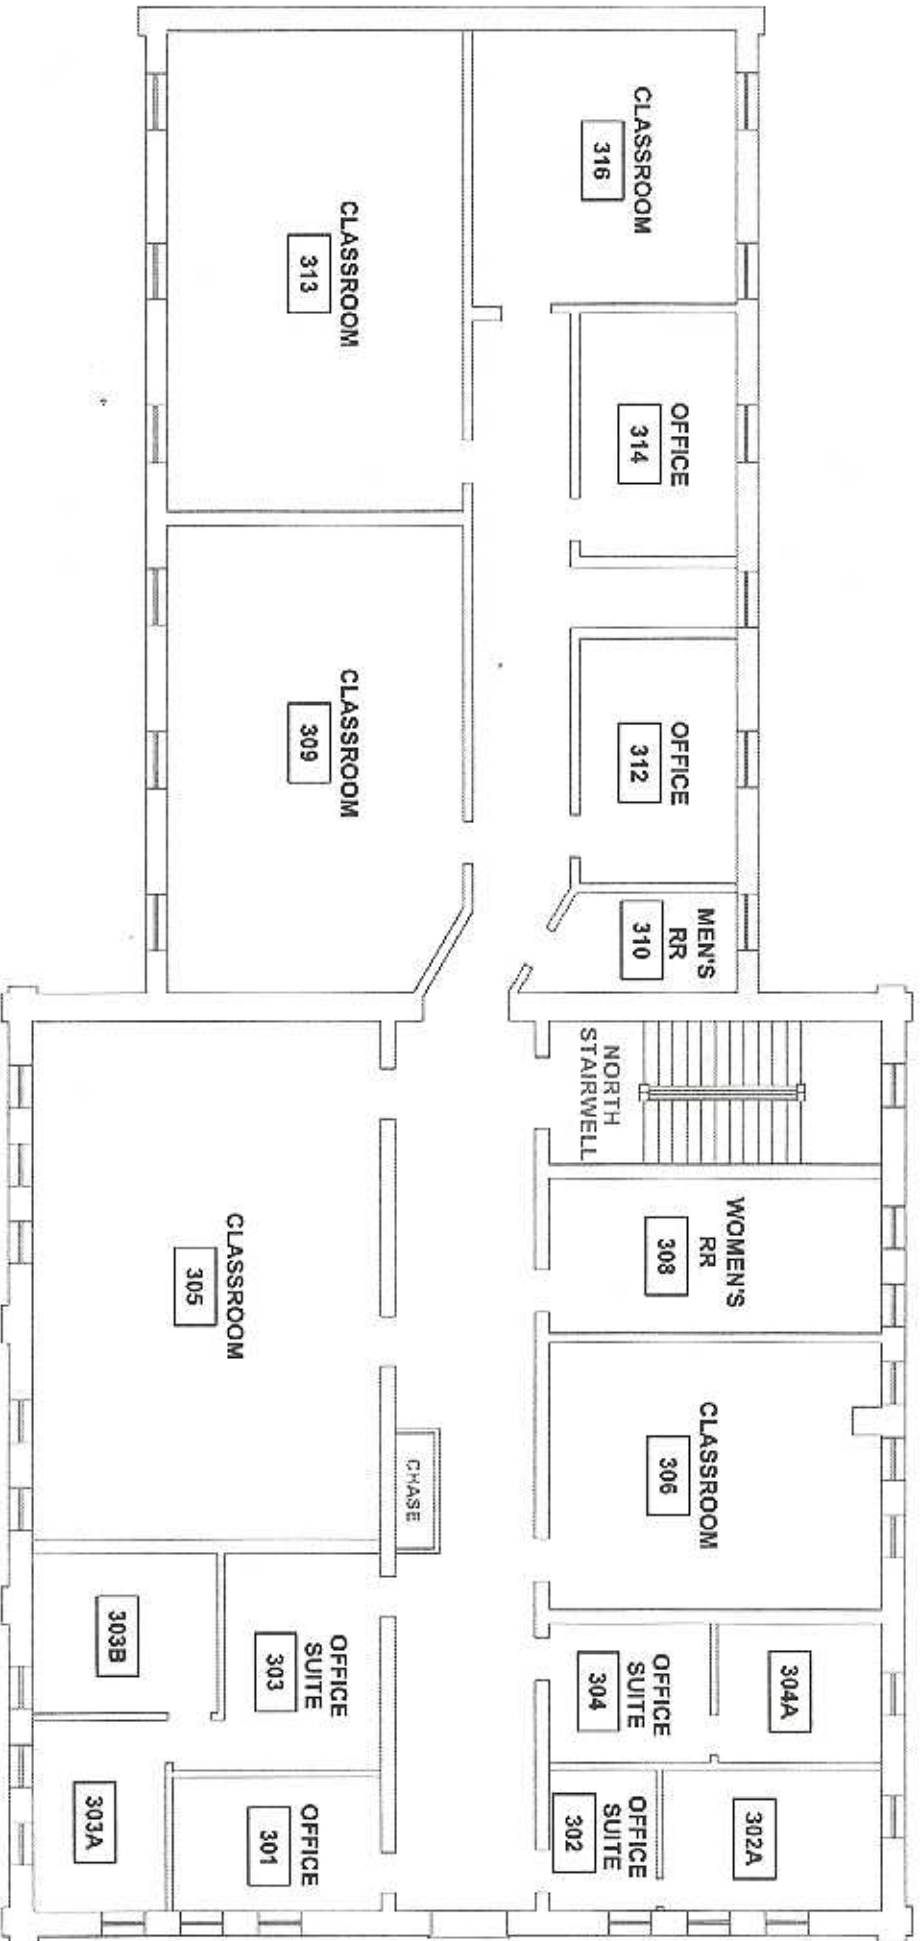 CLASSROOM
316
CLASSROOM
313
OFFICE
314
OFFICE
312
CLASSROOM
309
MEN'S
RR
310
NORTH
STAIRWELL
WOMEN'S
RR
308
CLASSROOM
305
CLASSROOM
306
CHASE
303B
OFFICE
SUITE
303
OFFICE
SUITE
304
304A
303A
OFFICE
301
OFFICE
SUITE
302
302A